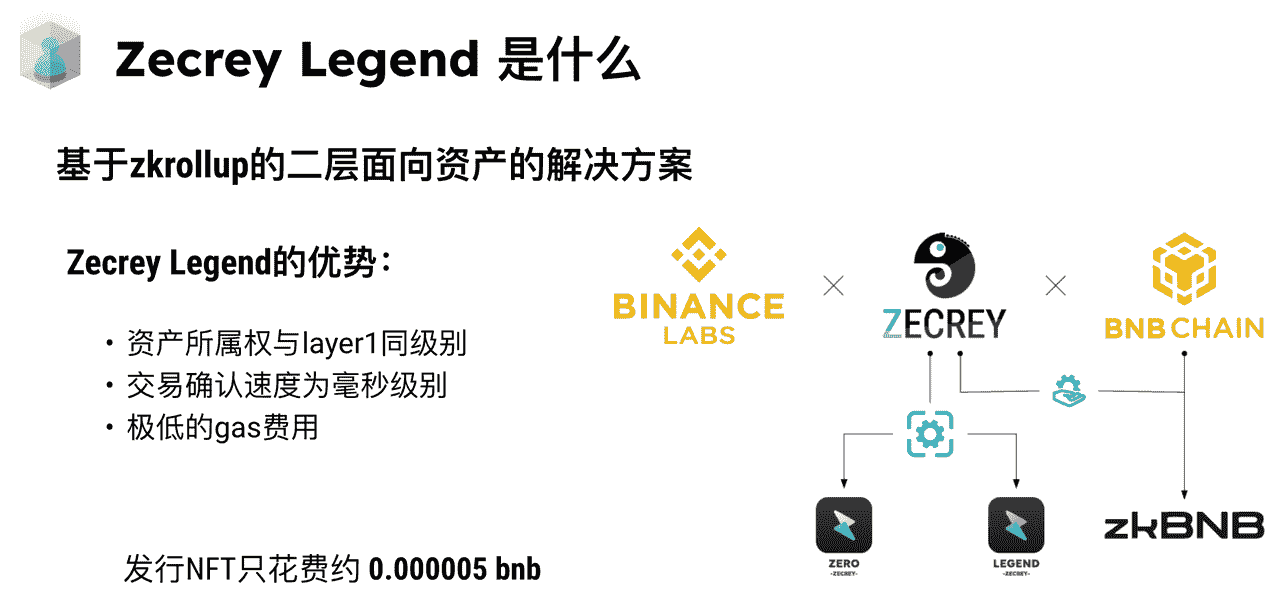 Zecrey Legend 是什么
基于zkrollup的二层面向资产的解决方案
Zecrey Legend的优势：
• 资产所属权与layer1同级别
• 交易确认速度为毫秒级别
• 极低的gas费用
发行NFT只花费约 0.000005 bnb
BINANCE
LABS
×
ZECREY
×
BNB CHAIN
ZERO
-ZECREY-
LEGEND
-ZECREY-
zkBNB